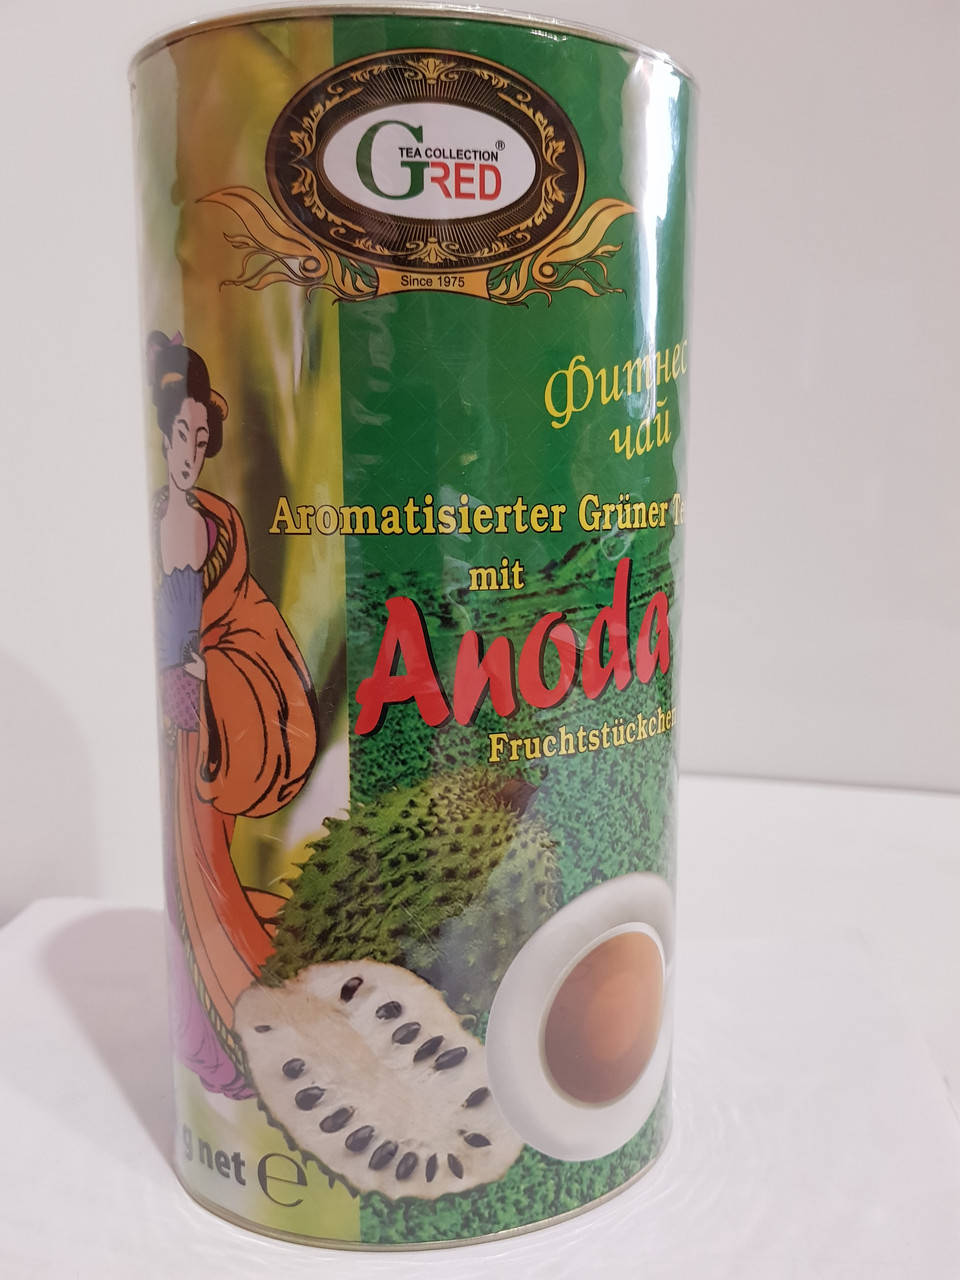 TEA COLLECTION ®
GRED
Since 1975
Фитнес
чай
Aromatisierter Grüner Te
mit
Anoda
Fruchtstückchen
g net ℮